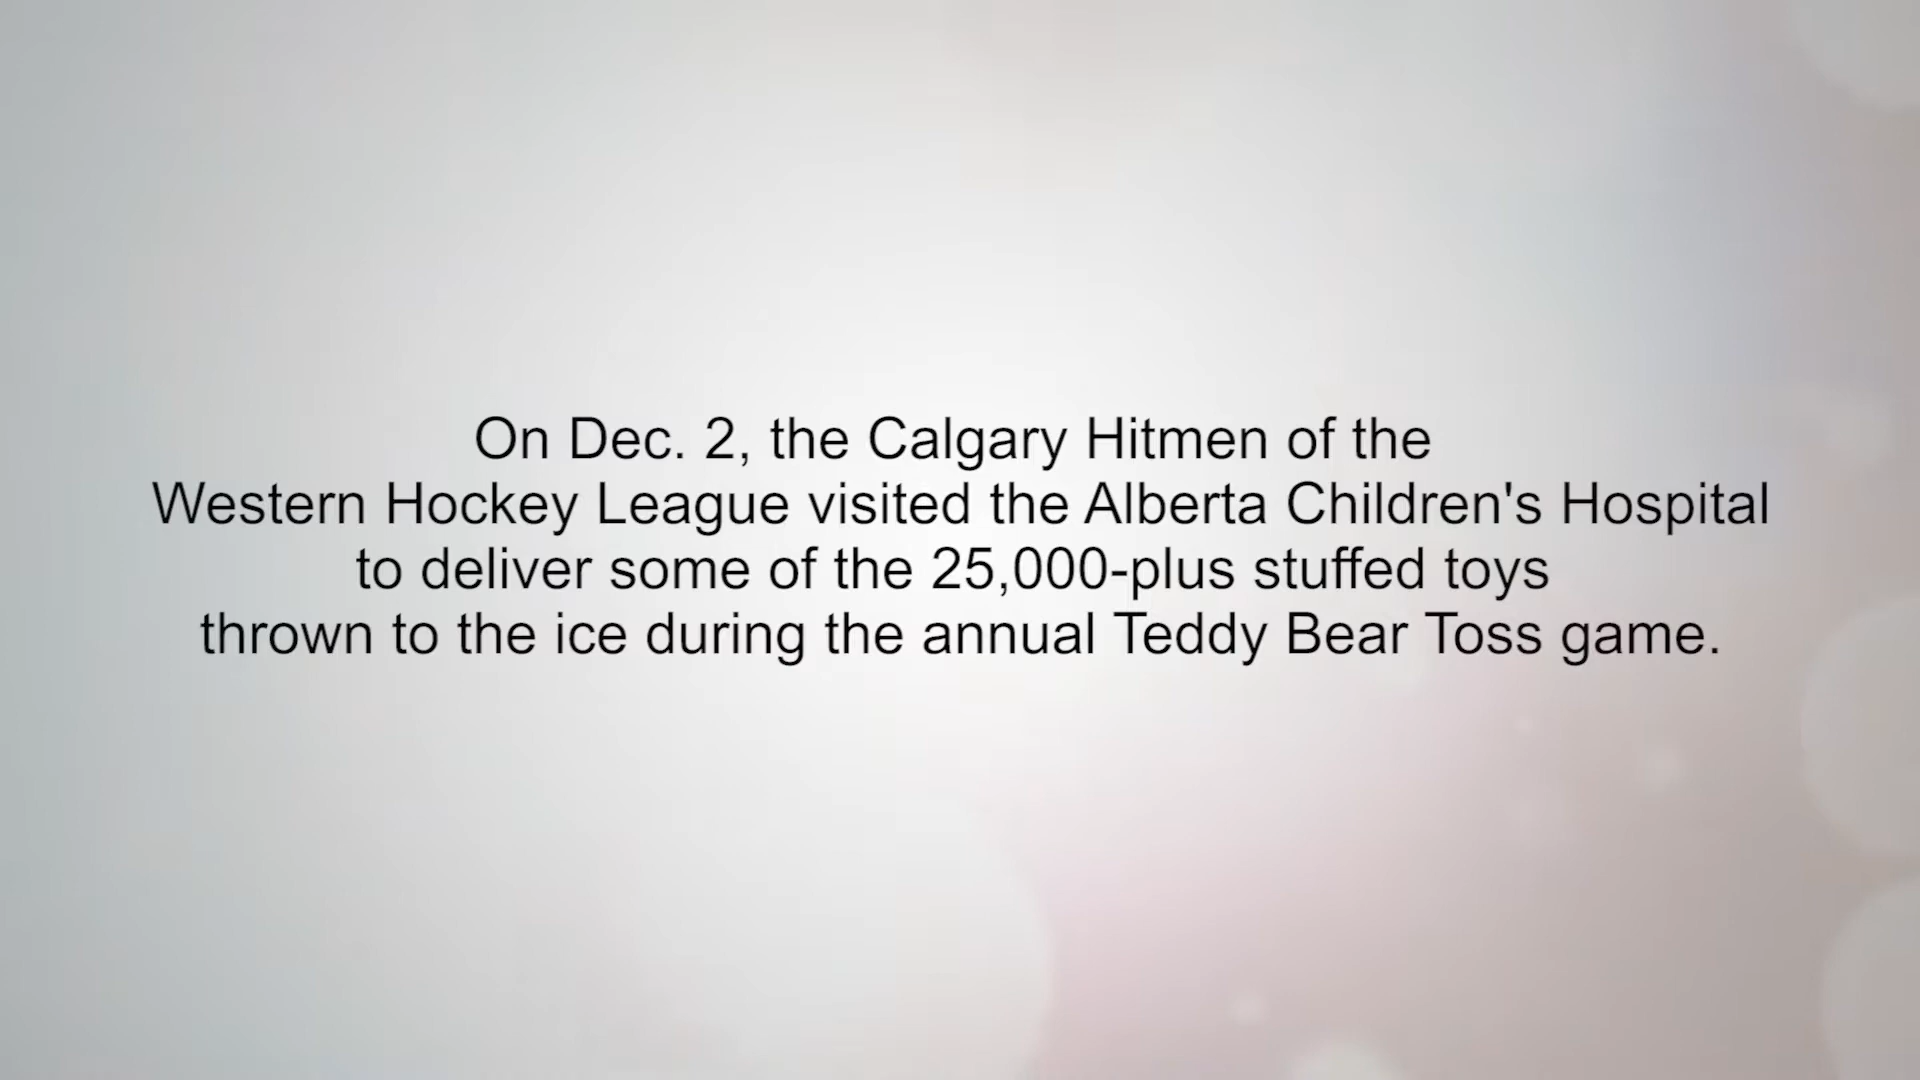 On Dec. 2, the Calgary Hitmen of the
Western Hockey League visited the Alberta Children's Hospital
to deliver some of the 25,000-plus stuffed toys
thrown to the ice during the annual Teddy Bear Toss game.